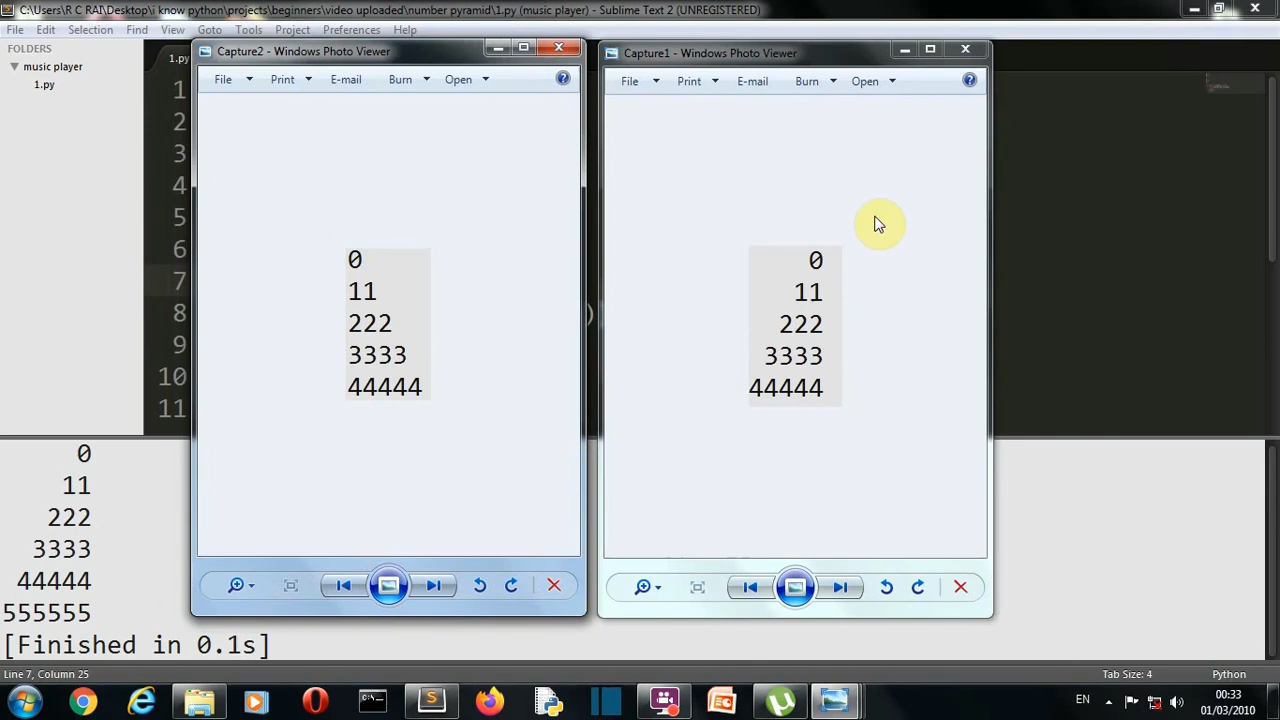 C:\Users\R C RAI\Desktop\i know python\projects\beginners\video uploaded\number pyramid\1.py (music player) - Sublime Text 2 (UNREGISTERED)
File Edit Selection Find View Goto Tools Project Preferences Help
FOLDERS
music player
1.py
1.py
1
2
3
4
5
6
7
8
9
10
11
)
Capture2 - Windows Photo Viewer
File Print E-mail Burn Open
0
11
222
3333
44444
Capture1 - Windows Photo Viewer
File Print E-mail Burn Open
0
11
222
3333
44444
0
11
222
3333
44444
555555
[Finished in 0.1s]
Line 7, Column 25
Tab Size: 4
Python
EN
00:33
01/03/2010